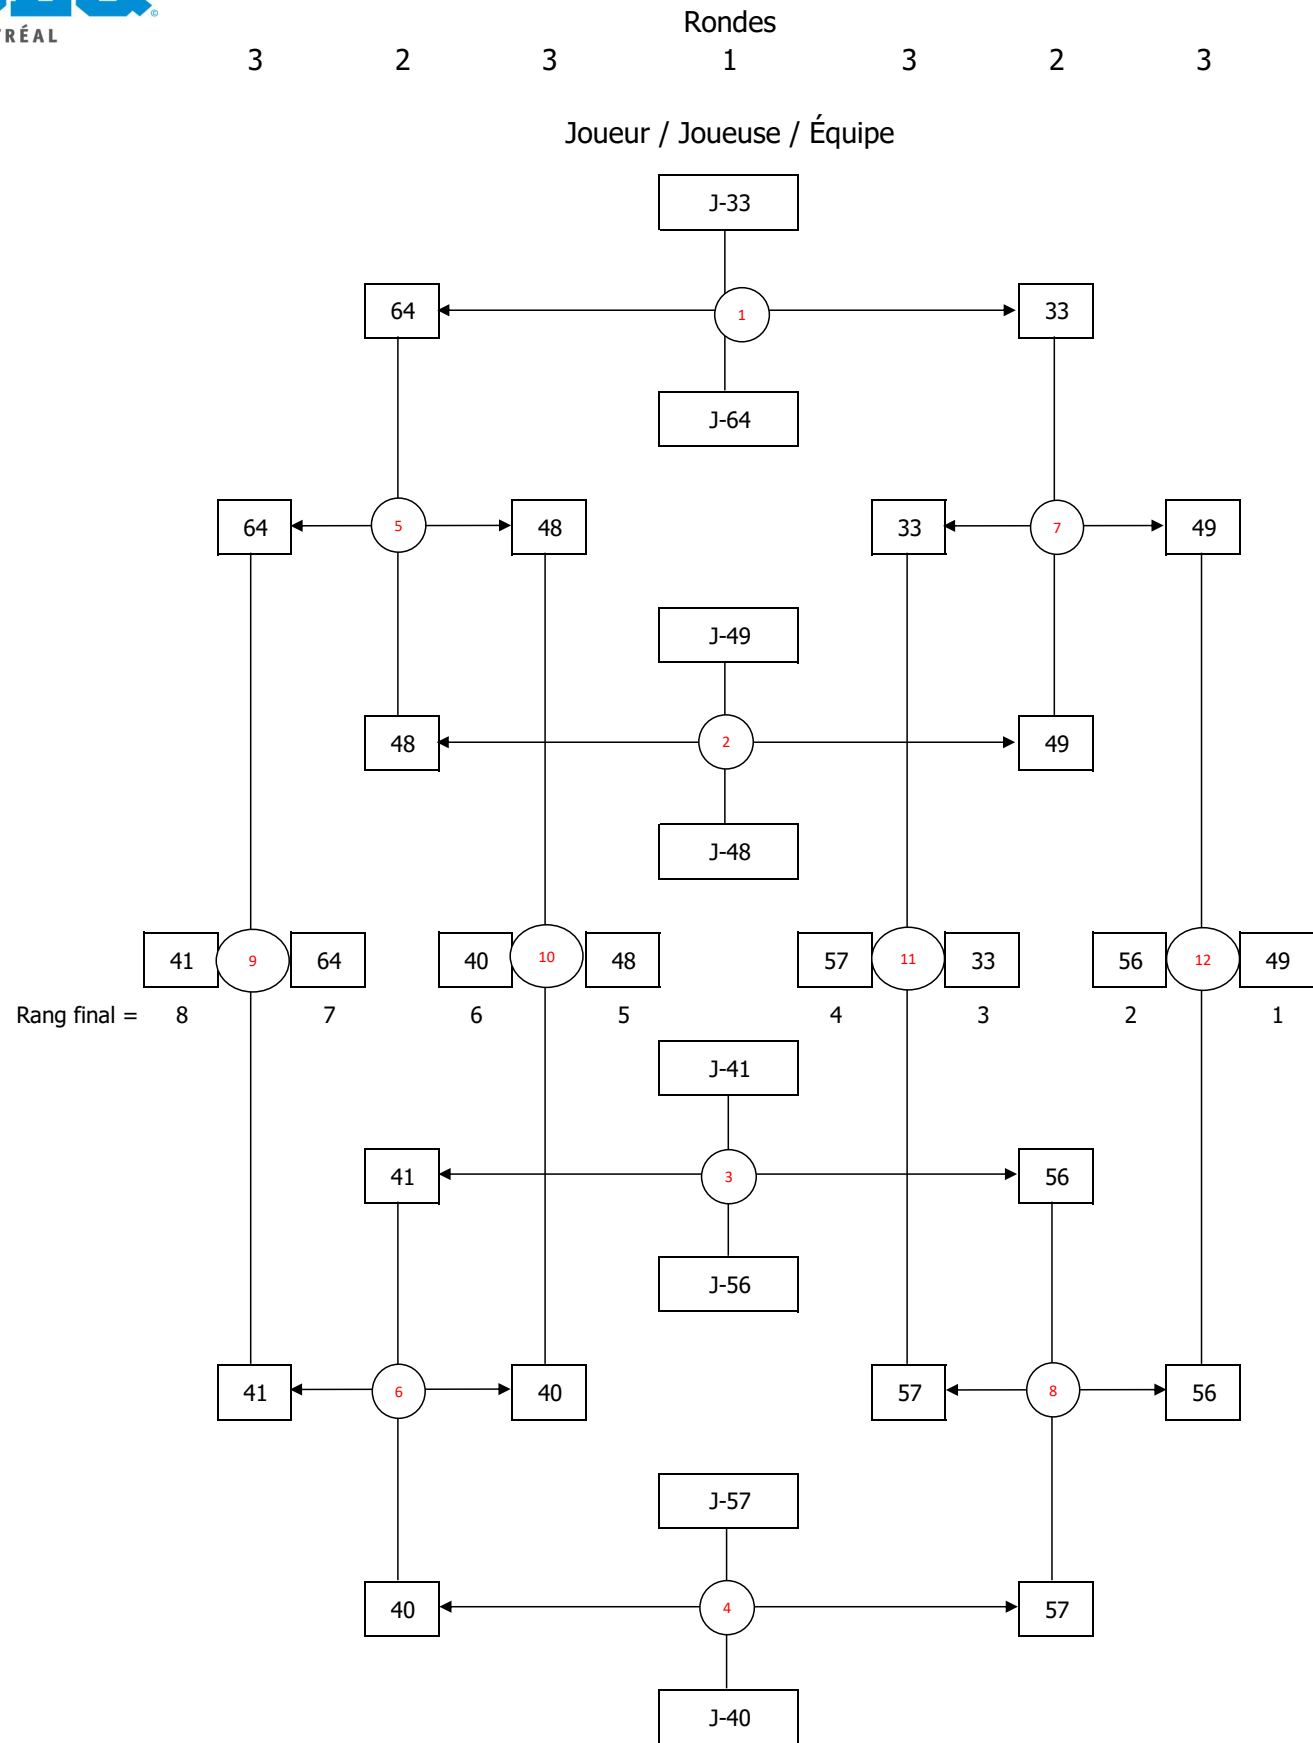 TRÉAL
Rondes
3 2 3 1 3 2 3
Joueur / Joueuse / Équipe
J-33
64 1 33
J-64
64 5 48 33 7 49
J-49
48 2 49
J-48
41 9 64 40 10 48 57 11 33 56 12 49
Rang final = 8 7 6 5 4 3 2 1
J-41
41 3 56
J-56
41 6 40 57 8 56
J-57
40 4 57
J-40